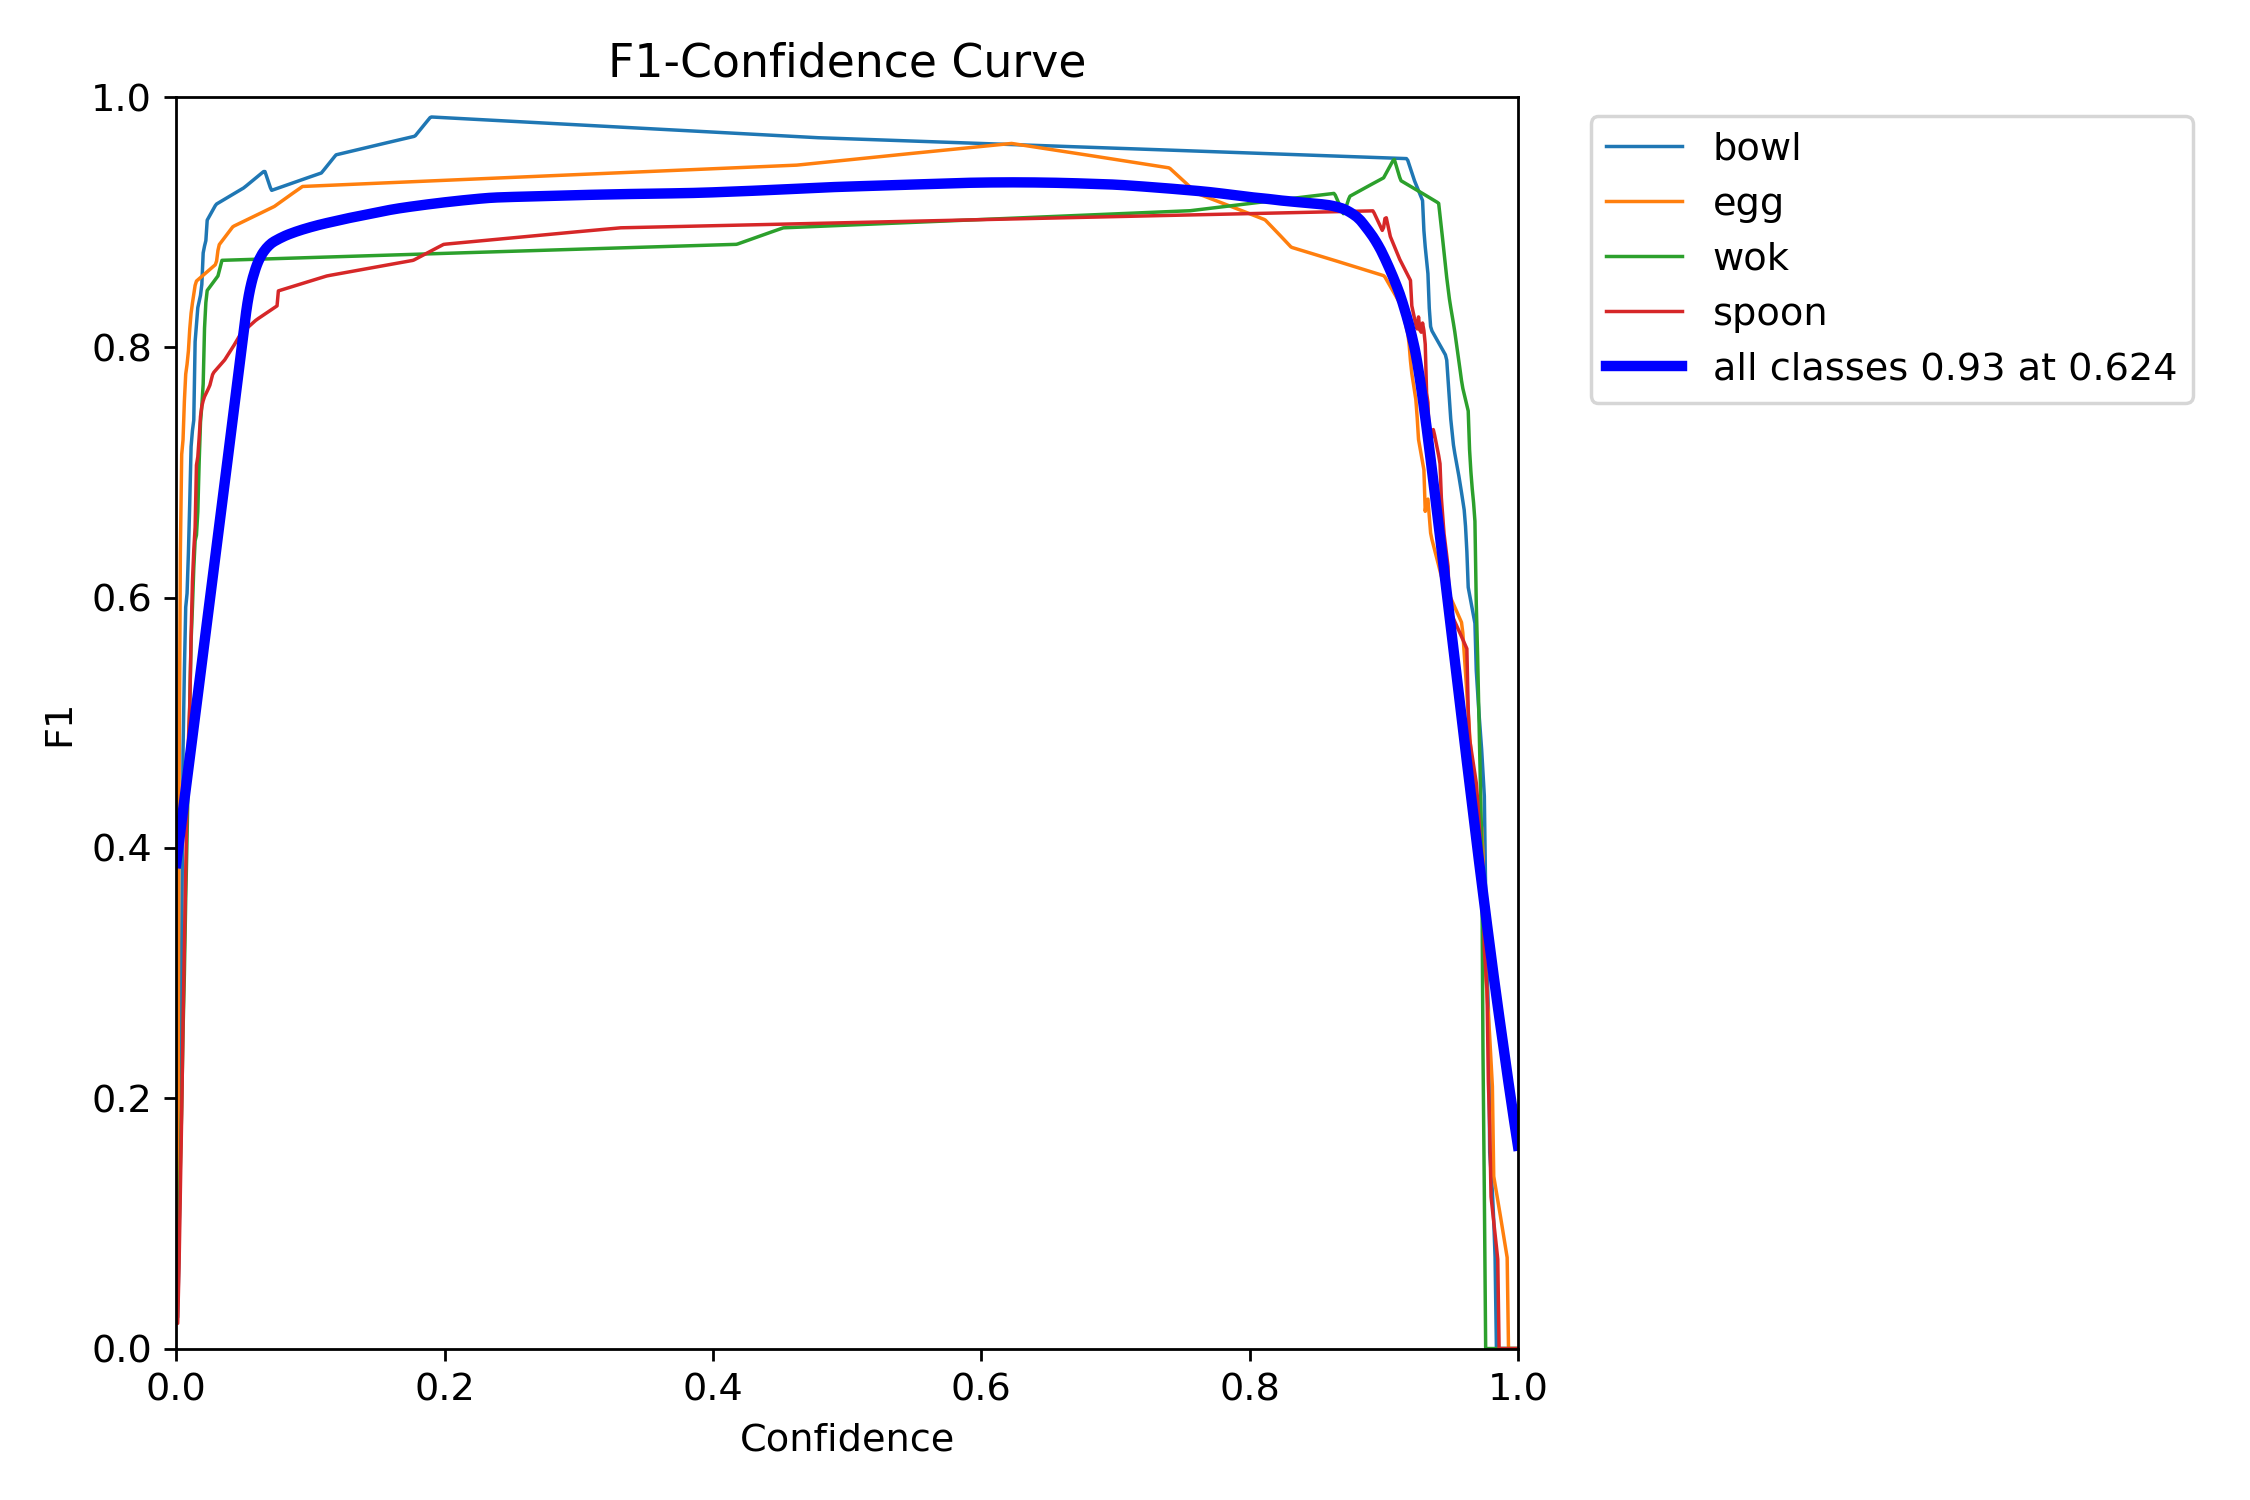 F1-Confidence Curve
1.0
0.8
0.6
0.4
0.2
0.0
F1
0.0 0.2 0.4 0.6 0.8 1.0
Confidence
bowl
egg
wok
spoon
all classes 0.93 at 0.624